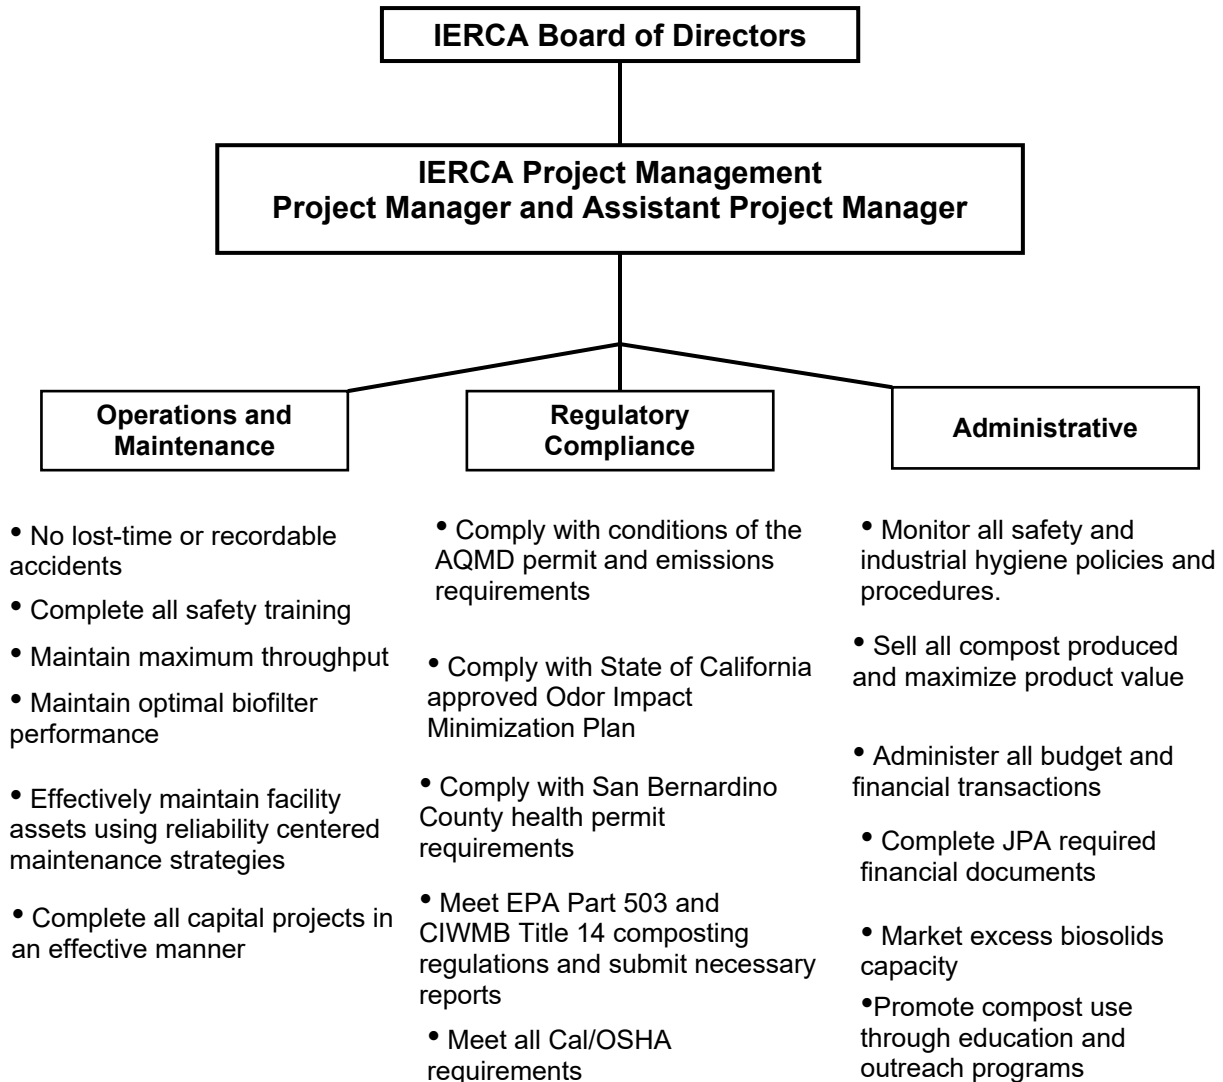 IERCA Board of Directors
IERCA Project Management
Project Manager and Assistant Project Manager
Operations and
Maintenance
• No lost-time or recordable
accidents
• Complete all safety training
• Maintain maximum throughput
• Maintain optimal biofilter
performance
• Effectively maintain facility
assets using reliability centered
maintenance strategies
• Complete all capital projects in
an effective manner
Regulatory
Compliance
• Comply with conditions of the
AQMD permit and emissions
requirements
• Comply with State of California
approved Odor Impact
Minimization Plan
• Comply with San Bernardino
County health permit
requirements
• Meet EPA Part 503 and
CIWMB Title 14 composting
regulations and submit necessary
reports
• Meet all Cal/OSHA
requirements
Administrative
• Monitor all safety and
industrial hygiene policies and
procedures.
• Sell all compost produced
and maximize product value
• Administer all budget and
financial transactions
• Complete JPA required
financial documents
• Market excess biosolids
capacity
•Promote compost use
through education and
outreach programs